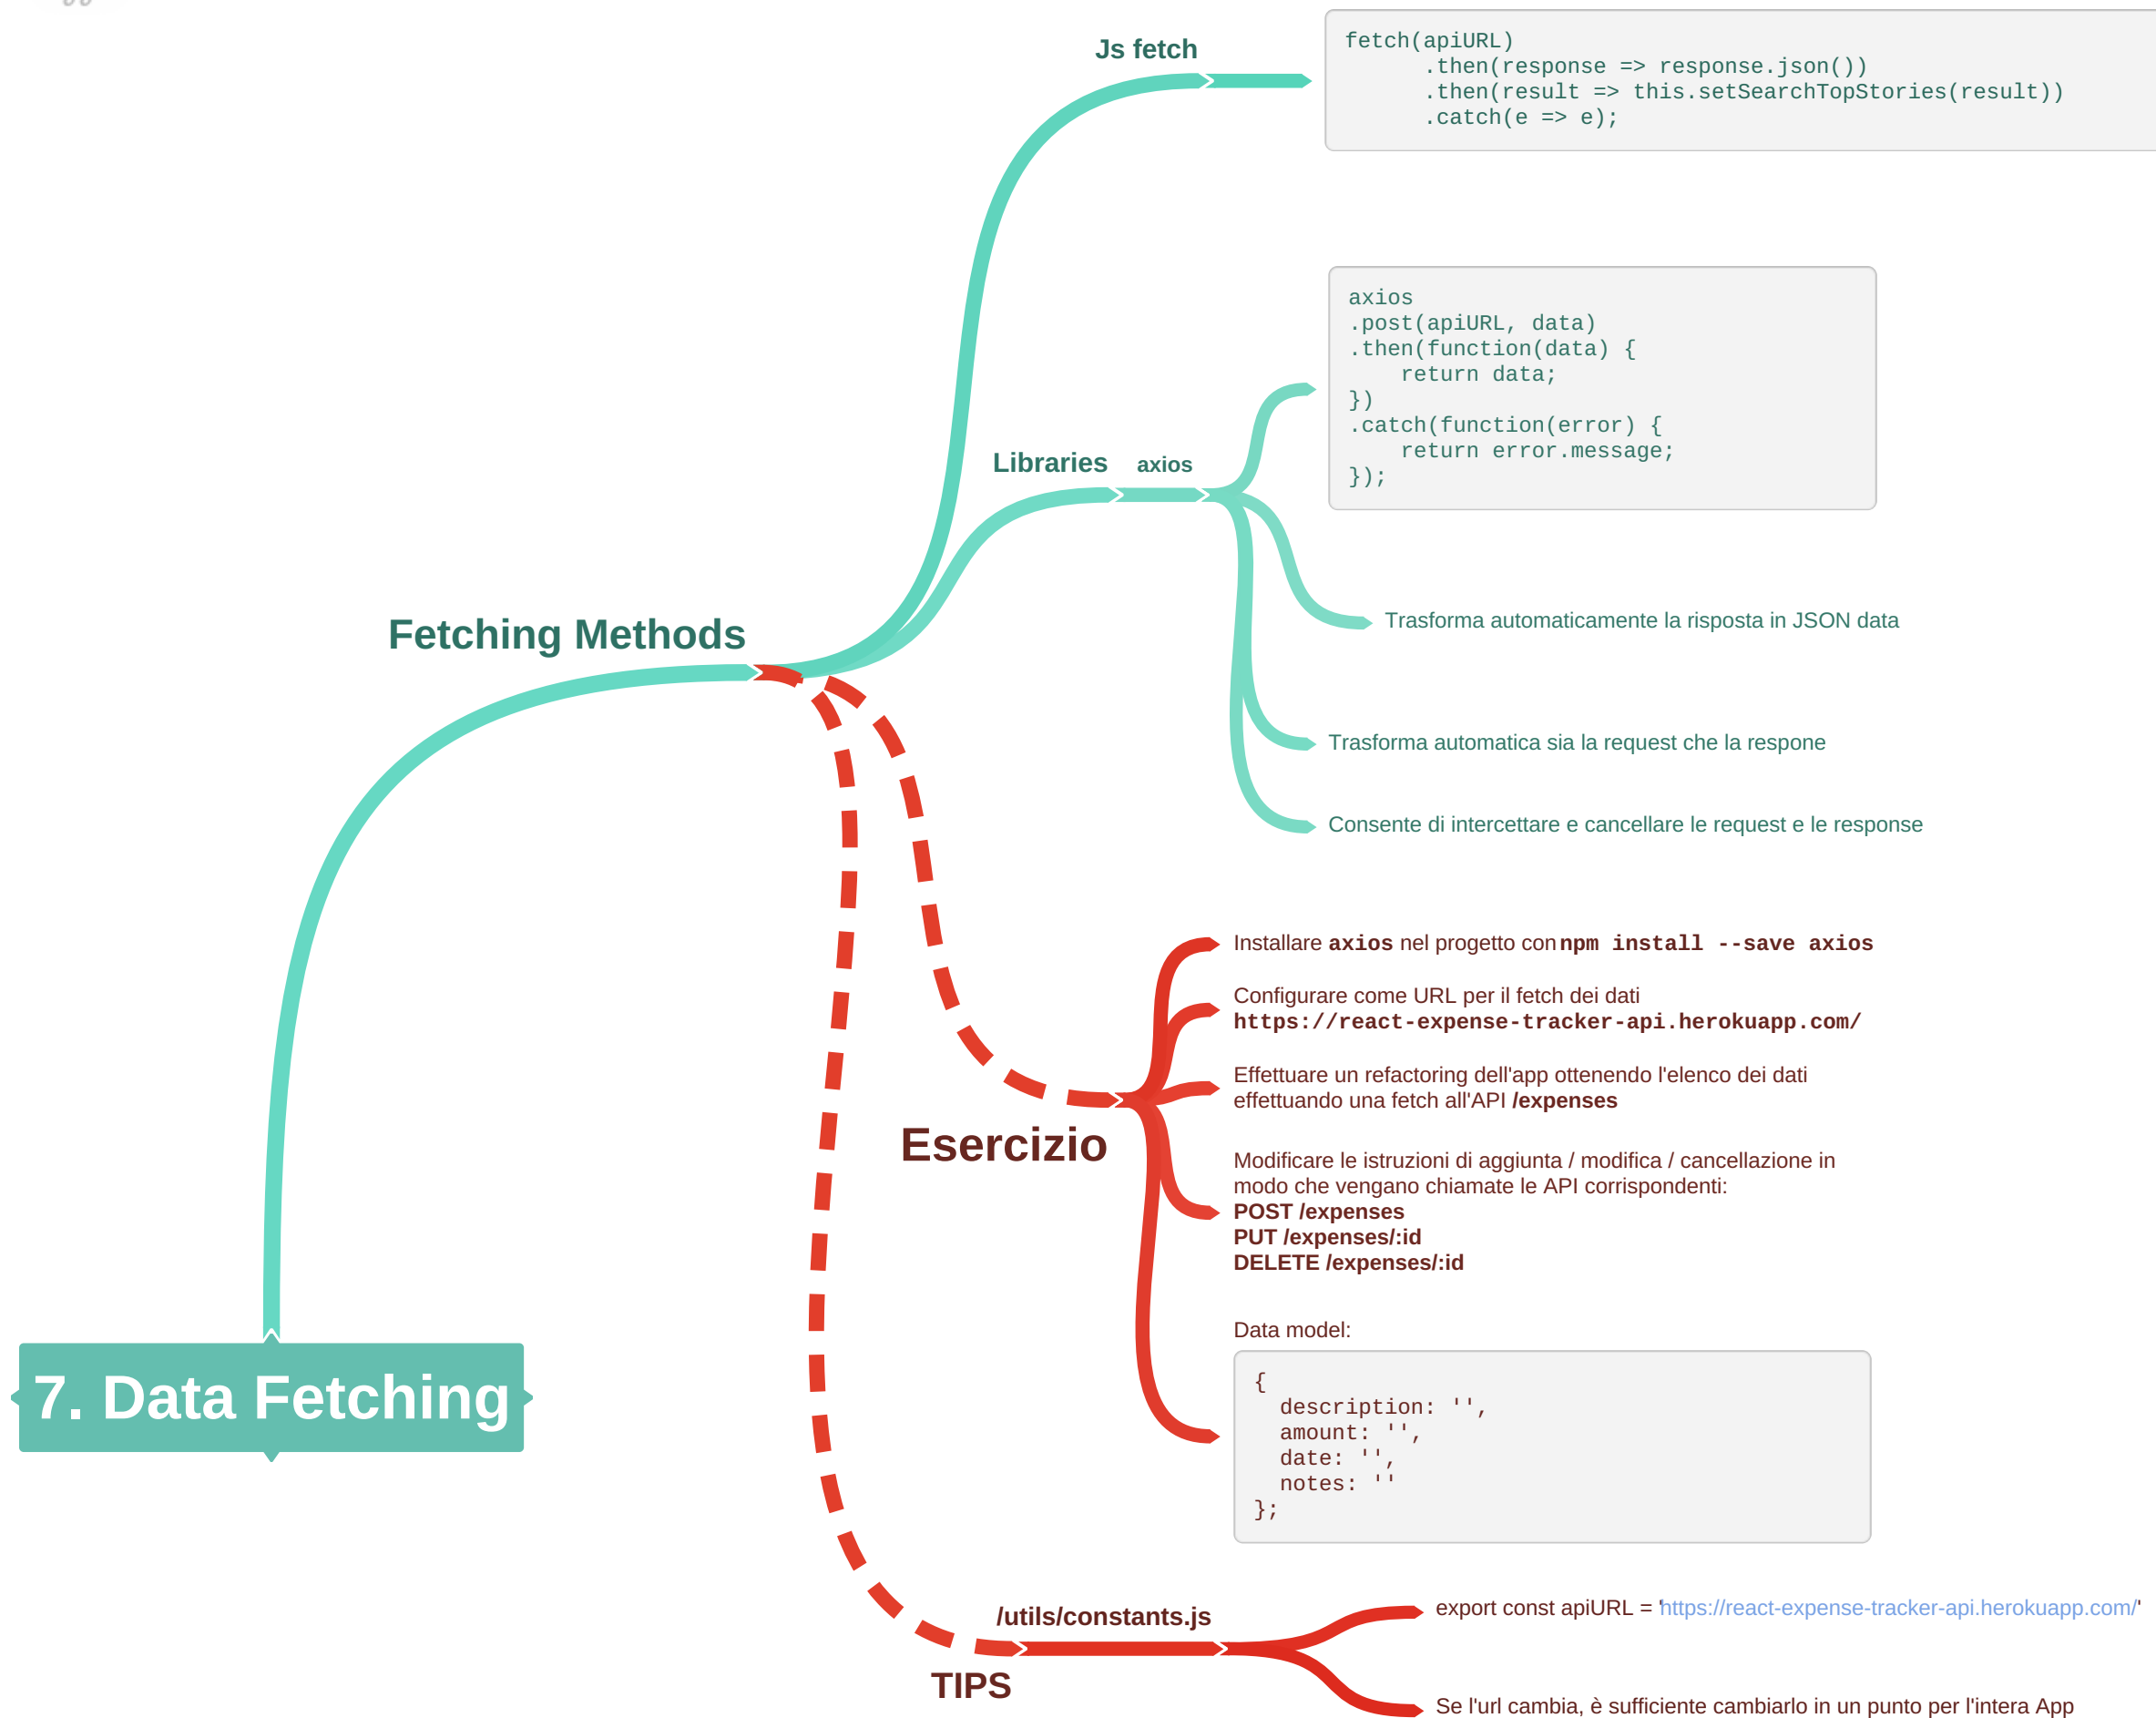 Js fetch
fetch(apiURL)
      .then(response => response.json())
      .then(result => this.setSearchTopStories(result))
      .catch(e => e);
axios
.post(apiURL, data)
.then(function(data) {
    return data;
})
.catch(function(error) {
    return error.message;
});
Libraries
axios
Trasforma automaticamente la risposta in JSON data
Fetching Methods
Trasforma automatica sia la request che la respone
Consente di intercettare e cancellare le request e le response
Installare axios nel progetto con npm install --save axios
Configurare come URL per il fetch dei dati
https://react-expense-tracker-api.herokuapp.com/
Effettuare un refactoring dell'app ottenendo l'elenco dei dati
effettuando una fetch all'API /expenses
Esercizio
Modificare le istruzioni di aggiunta / modifica / cancellazione in
modo che vengano chiamate le API corrispondenti:
POST /expenses
PUT /expenses/:id
DELETE /expenses/:id
Data model:
{
  description: '',
  amount: '',
  date: '',
  notes: ''
};
7. Data Fetching
/utils/constants.js
export const apiURL = 'https://react-expense-tracker-api.herokuapp.com/'
TIPS
Se l'url cambia, è sufficiente cambiarlo in un punto per l'intera App